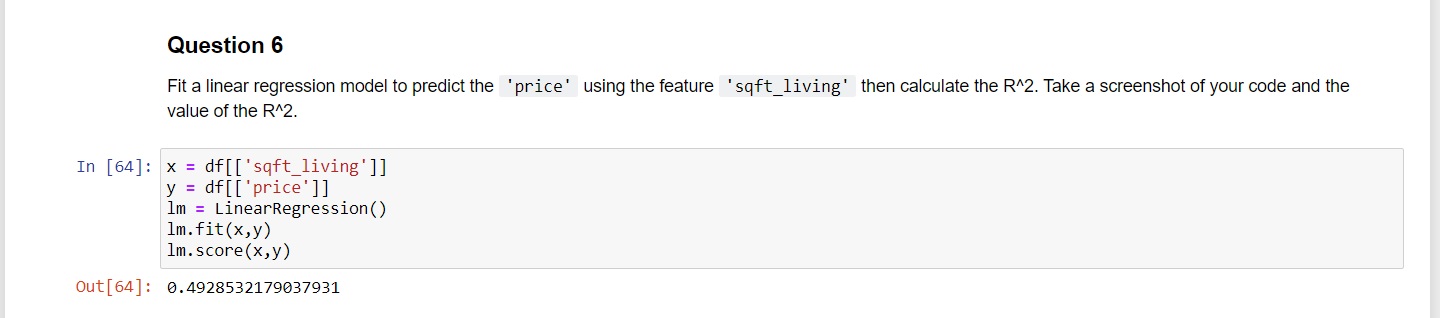 Question 6
Fit a linear regression model to predict the 'price' using the feature 'sqft_living' then calculate the R^2. Take a screenshot of your code and the
value of the R^2.
In [64]: x = df[['sqft_living']]
y = df[['price']]
lm = LinearRegression()
lm.fit(x,y)
lm.score(x,y)
Out[64]: 0.4928532179037931